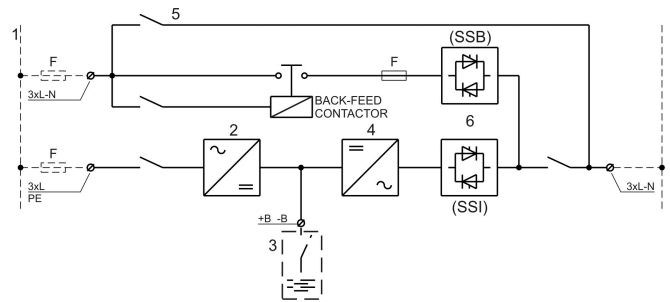 5
1
(SSB)
F
F
3xL-N
BACK-FEED
CONTACTOR
6
2
4
F
3xL
PE
(SSI)
3xL-N
+B -B
3